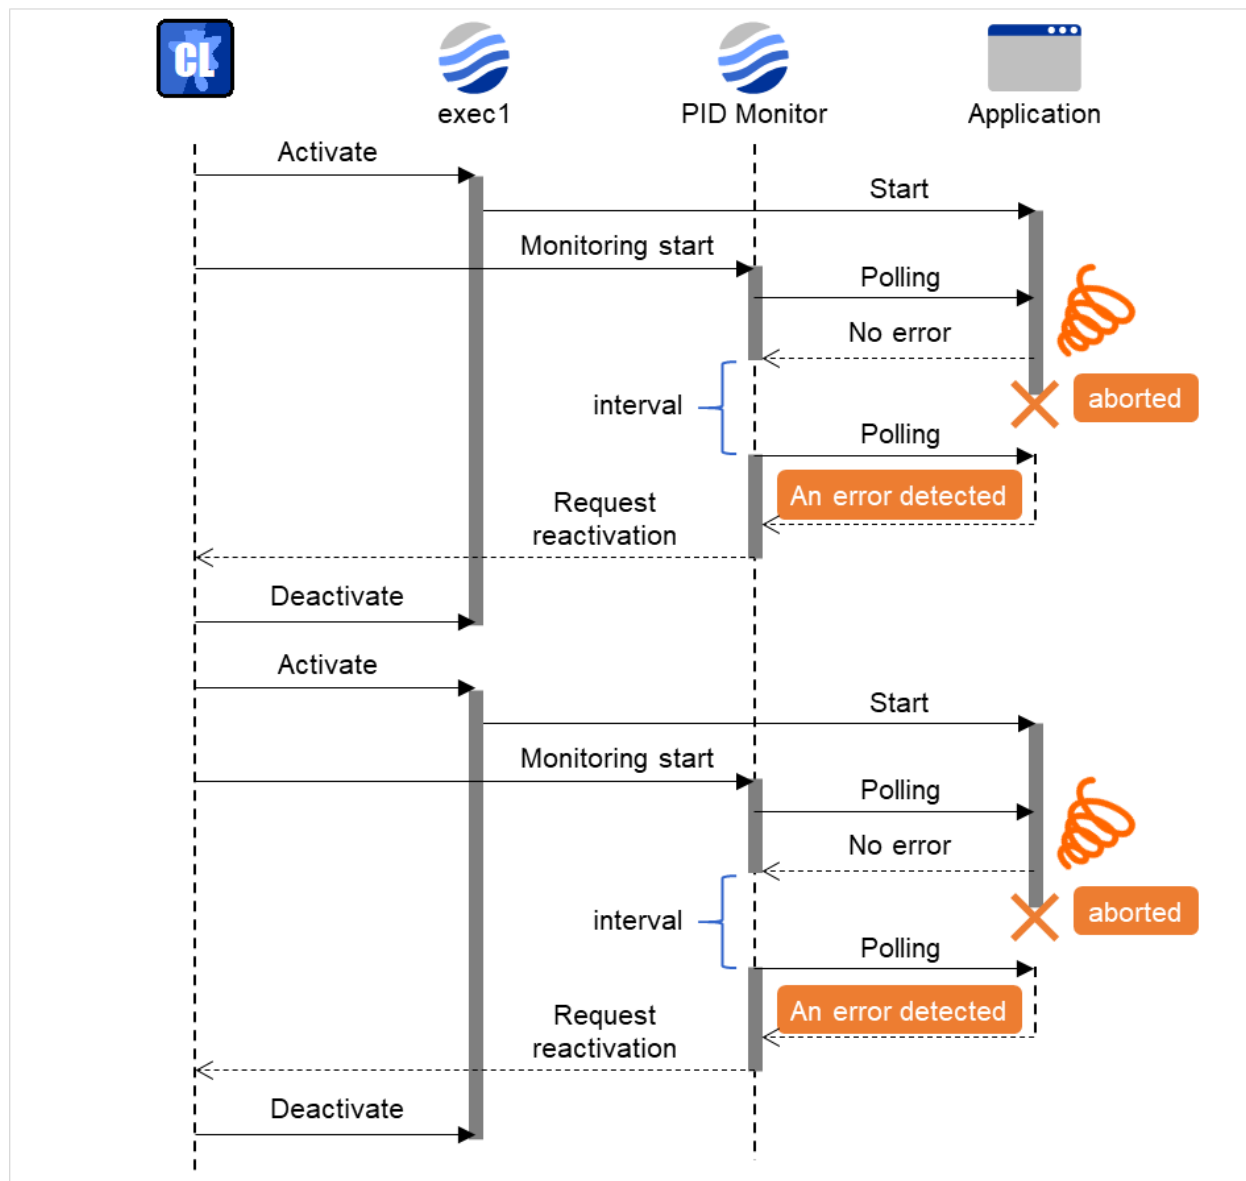 CL
exec1
PID Monitor
Application
Activate
Start
Monitoring start
Polling
No error
interval
aborted
Polling
An error detected
Request
reactivation
Deactivate
Activate
Start
Monitoring start
Polling
No error
interval
aborted
Polling
An error detected
Request
reactivation
Deactivate